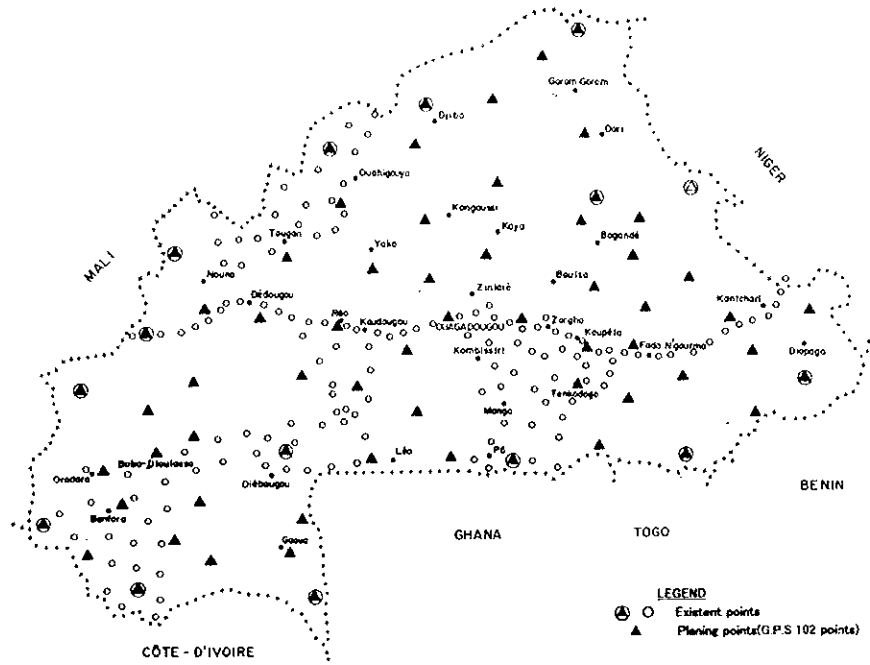 Gorom Gorom
Djibo
Dori
NIGER
Ouahigouya
Kongoussi
Kaya
Tougan
Yako
Bogandé
MALI
Nouna
Zinïarè
Boulsa
Kantchari
Dédougou
Réo
Koudougou
OUAGADOUGOU
Zorgho
Koupéla
Fada N'gourma
Diapaga
Kombissiri
Tenkodogo
Manga
Bobo-Dioulasso
Léo
Pô
Orodara
Diébougou
BENIN
Banfora
GHANA
TOGO
Gaoua
LEGEND
Existent points
Planing points(G.P.S 102 points)
CÔTE - D'IVOIRE